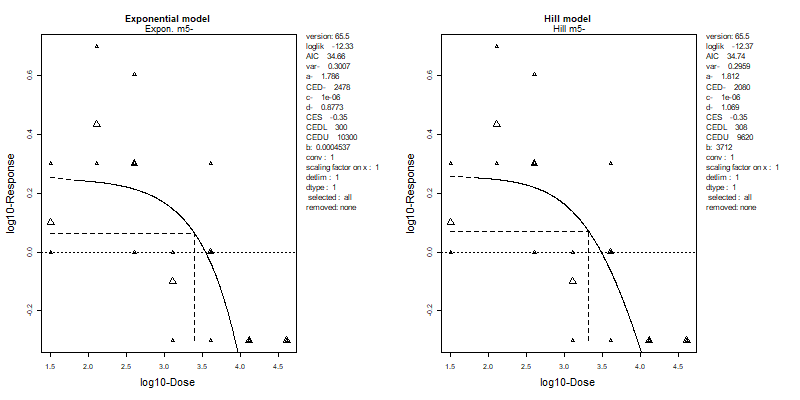 Exponential model
Expon. m5-
version: 65.5
loglik -12.33
AIC 34.66
var- 0.3007
a- 1.786
CED- 2478
c- 1e-06
d- 0.8773
CES -0.35
CEDL 300
CEDU 10300
b: 0.0004537
conv : 1
scaling factor on x : 1
detlim : 1
dtype : 1
selected : all
removed: none
log10-Response
0.6
0.4
0.2
0.0
-0.2
1.5 2.0 2.5 3.0 3.5 4.0 4.5
log10-Dose
Hill model
Hill m5-
version: 65.5
loglik -12.37
AIC 34.74
var- 0.2959
a- 1.812
CED- 2080
c- 1e-06
d- 1.069
CES -0.35
CEDL 308
CEDU 9620
b: 3712
conv : 1
scaling factor on x : 1
detlim : 1
dtype : 1
selected : all
removed: none
log10-Response
0.6
0.4
0.2
0.0
-0.2
1.5 2.0 2.5 3.0 3.5 4.0 4.5
log10-Dose